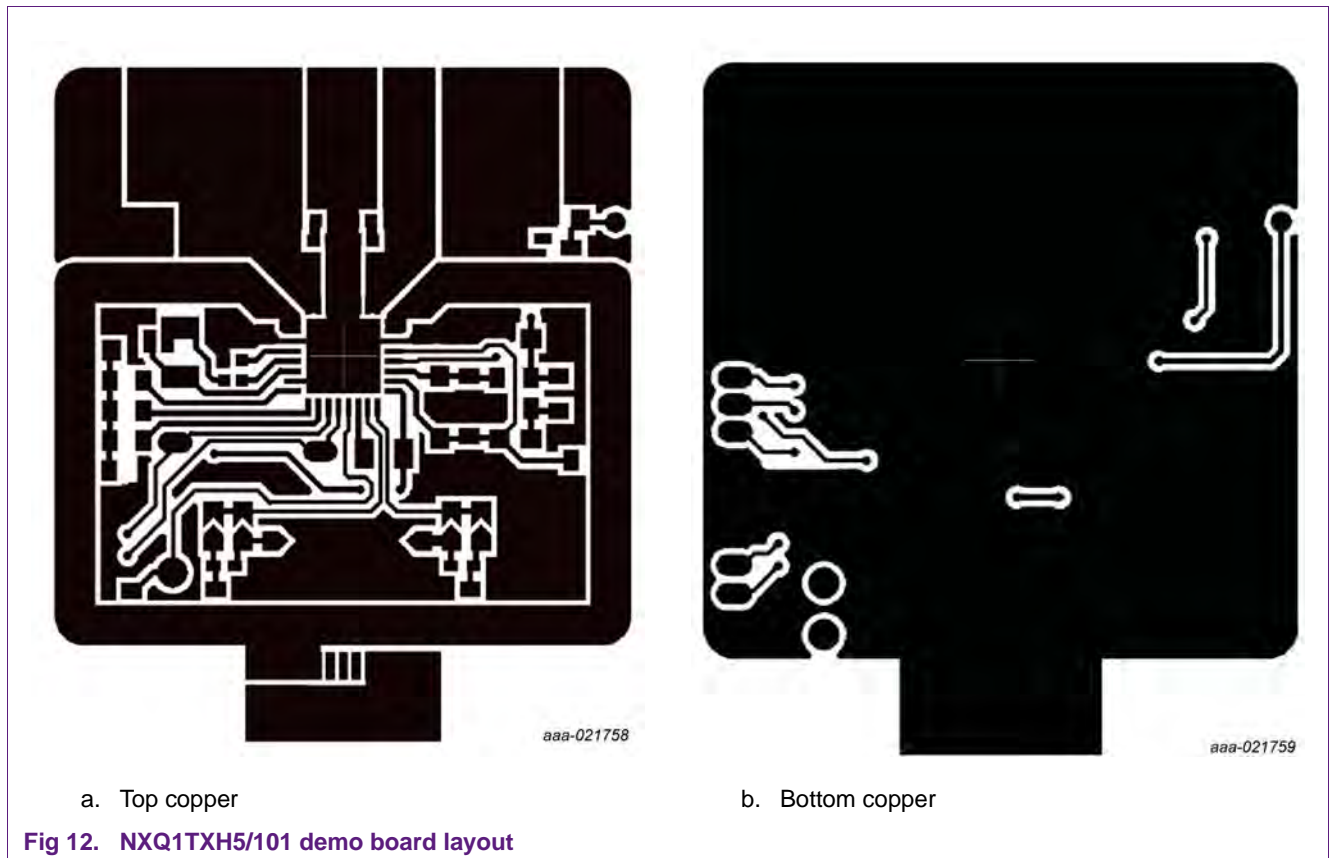 aaa-021758
aaa-021759
a. Top copper
b. Bottom copper
Fig 12. NXQ1TXH5/101 demo board layout